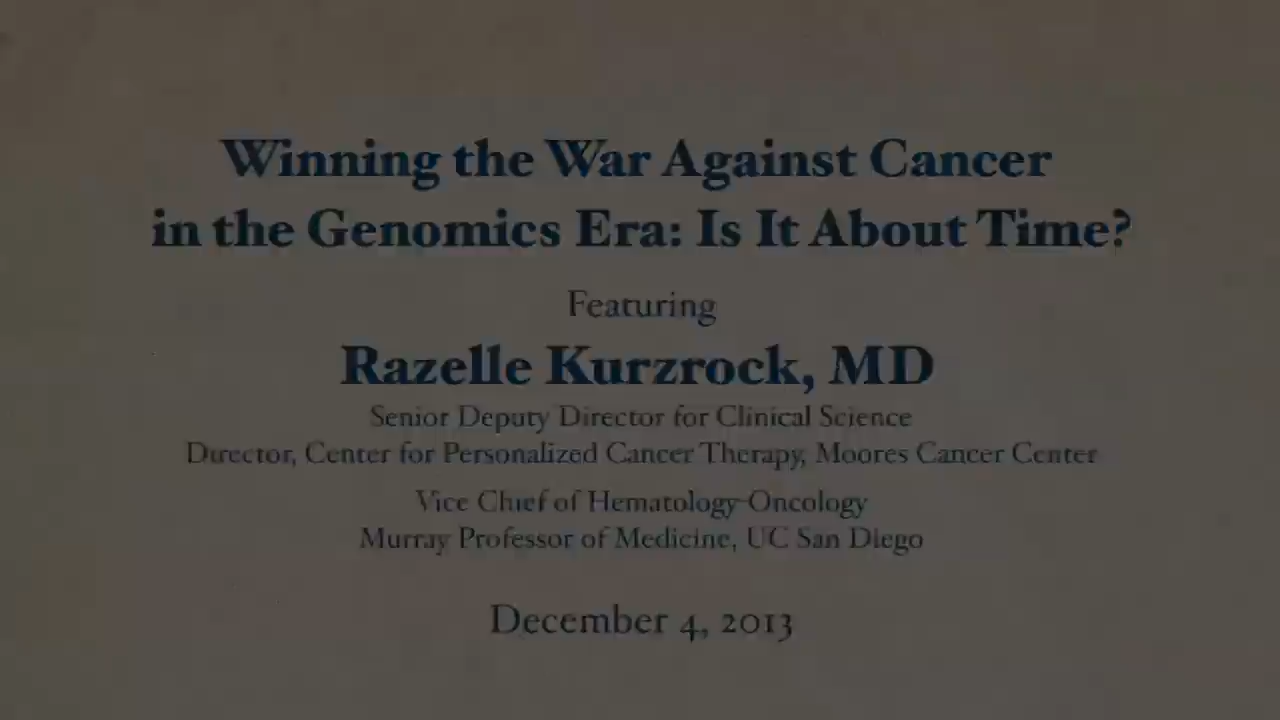 Winning the War Against Cancer
in the Genomics Era: Is It About Time?
Featuring
Razelle Kurzrock, MD
Senior Deputy Director for Clinical Science
Director, Center for Personalized Cancer Therapy, Moores Cancer Center
Vice Chief of Hematology-Oncology
Murray Professor of Medicine, UC San Diego
December 4, 2013